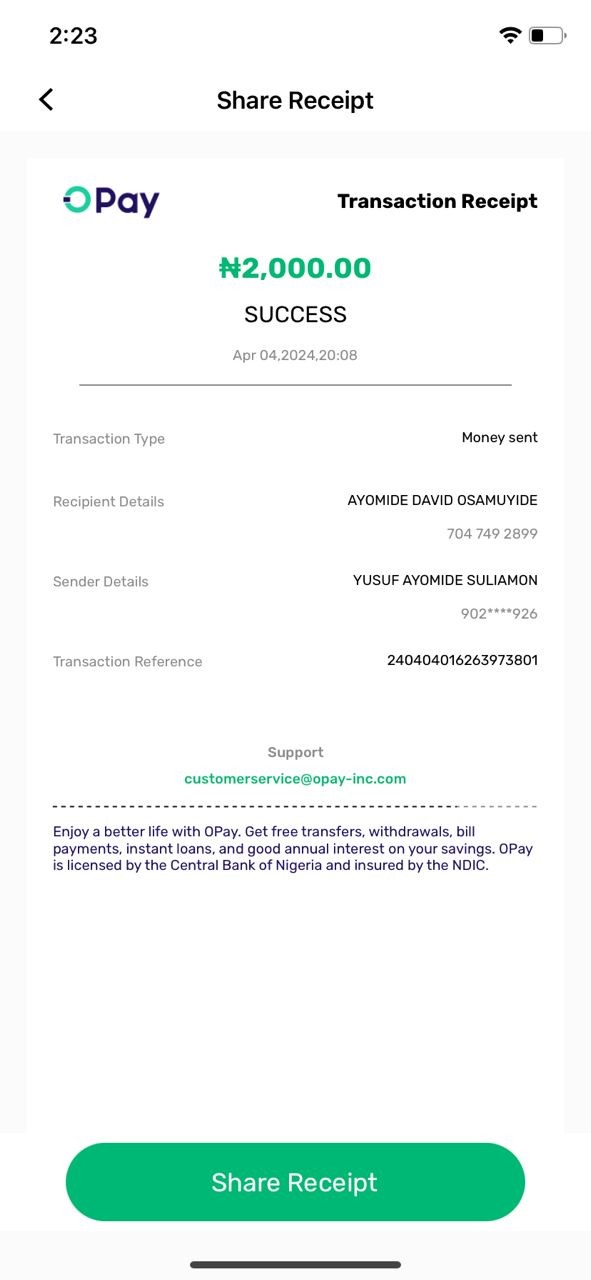 2:23
Share Receipt
OPay
Transaction Receipt
₦2,000.00
SUCCESS
Apr 04,2024,20:08
Transaction Type
Money sent
Recipient Details
AYOMIDE DAVID OSAMUYIDE
704 749 2899
Sender Details
YUSUF AYOMIDE SULIAMON
902****926
Transaction Reference
240404016263973801
Support
customerservice@opay-inc.com
Enjoy a better life with OPay. Get free transfers, withdrawals, bill
payments, instant loans, and good annual interest on your savings. OPay
is licensed by the Central Bank of Nigeria and insured by the NDIC.
Share Receipt